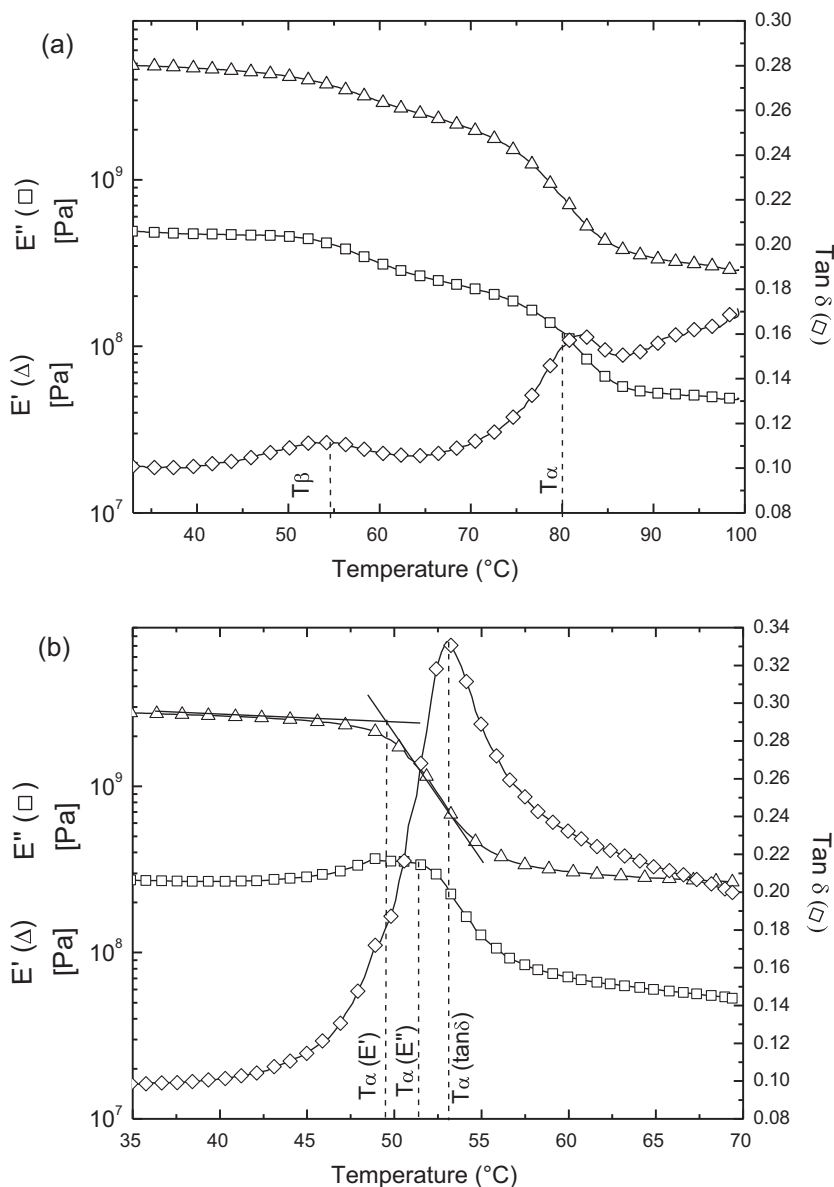 (a)
0.30
0.28
0.26
0.24
0.22
0.20
0.18
0.16
0.14
0.12
0.10
0.08
Tan δ (◇)
10⁹
10⁸
10⁷
E" (□)
[Pa]
E' (Δ)
[Pa]
Tβ
Tα
40 50 60 70 80 90 100
Temperature (°C)
(b)
0.34
0.32
0.30
0.28
0.26
0.24
0.22
0.20
0.18
0.16
0.14
0.12
0.10
0.08
Tan δ (◇)
10⁹
10⁸
10⁷
E" (□)
[Pa]
E' (Δ)
[Pa]
Tα (E')
Tα (E")
Tα (tanδ)
35 40 45 50 55 60 65 70
Temperature (°C)